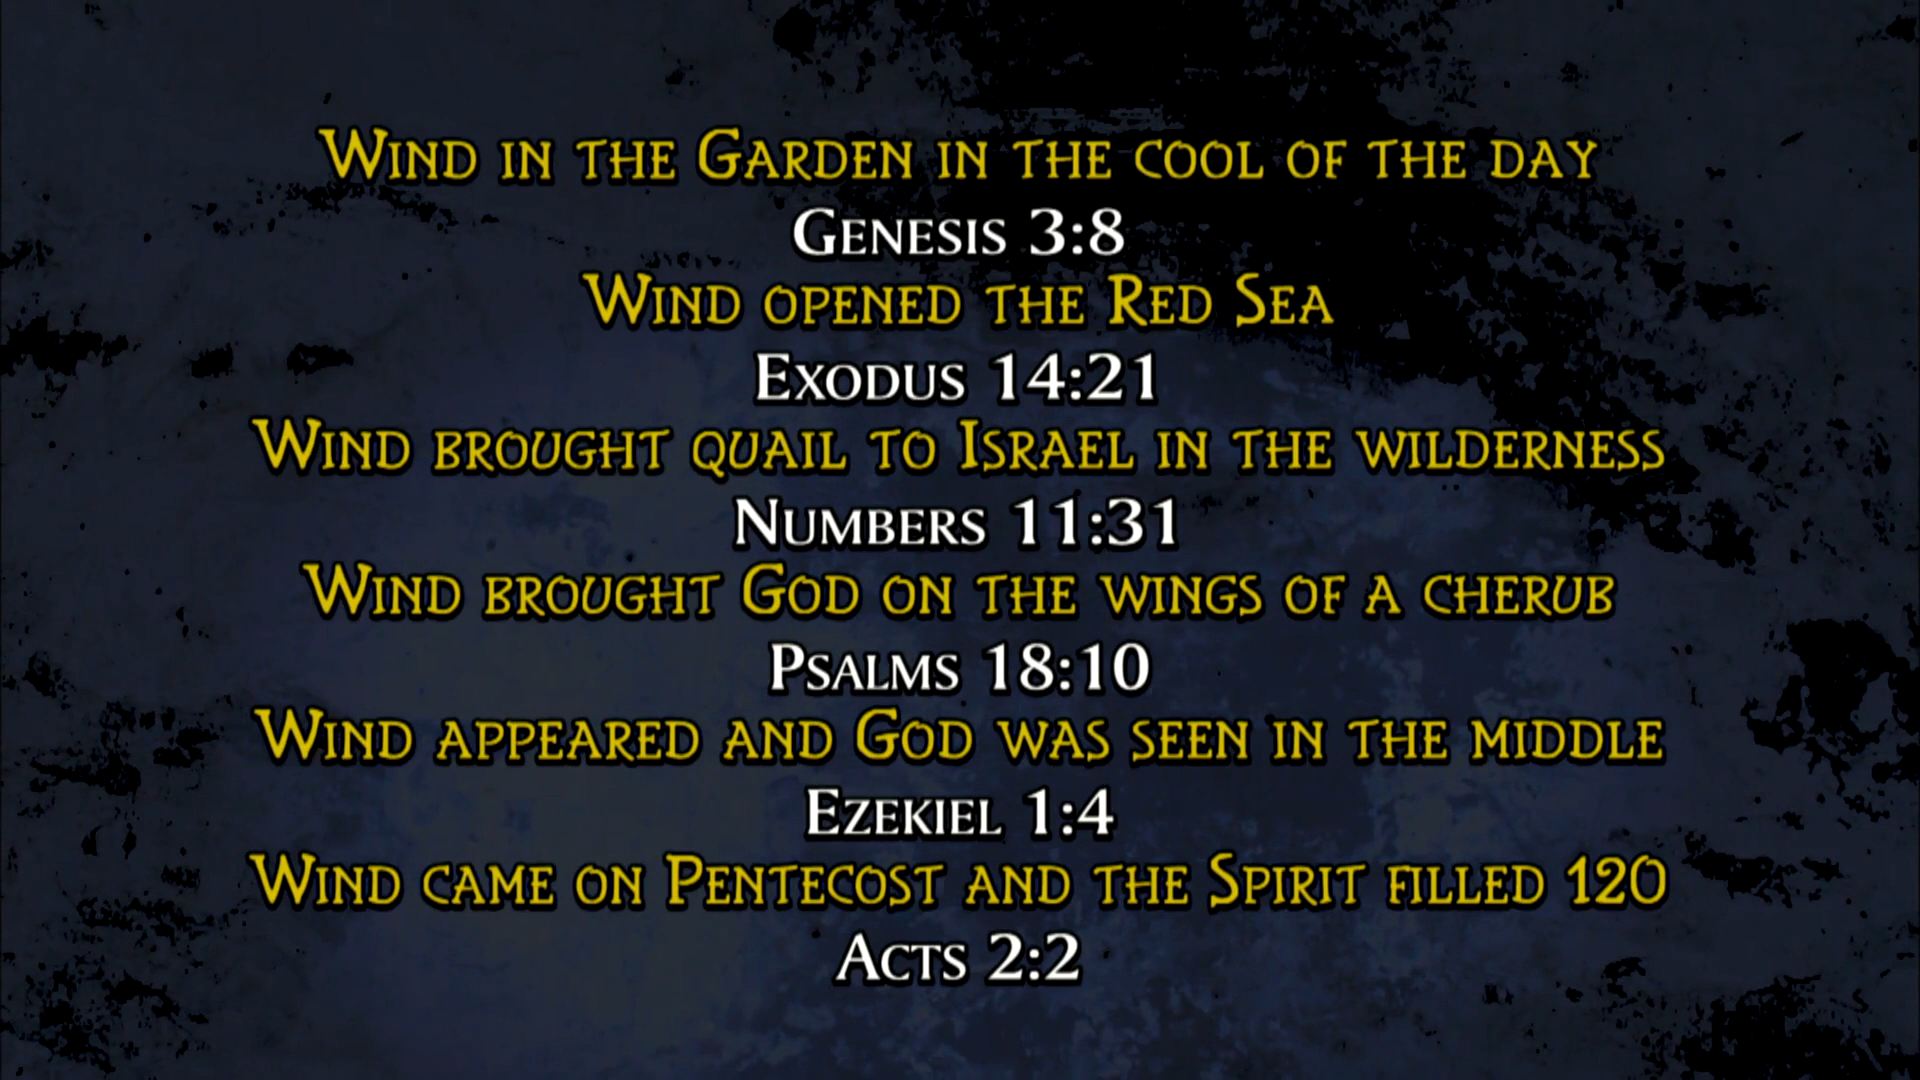 Wind in the Garden in the cool of the day
Genesis 3:8
Wind opened the Red Sea
Exodus 14:21
Wind brought quail to Israel in the wilderness
Numbers 11:31
Wind brought God on the wings of a cherub
Psalms 18:10
Wind appeared and God was seen in the middle
Ezekiel 1:4
Wind came on Pentecost and the Spirit filled 120
Acts 2:2